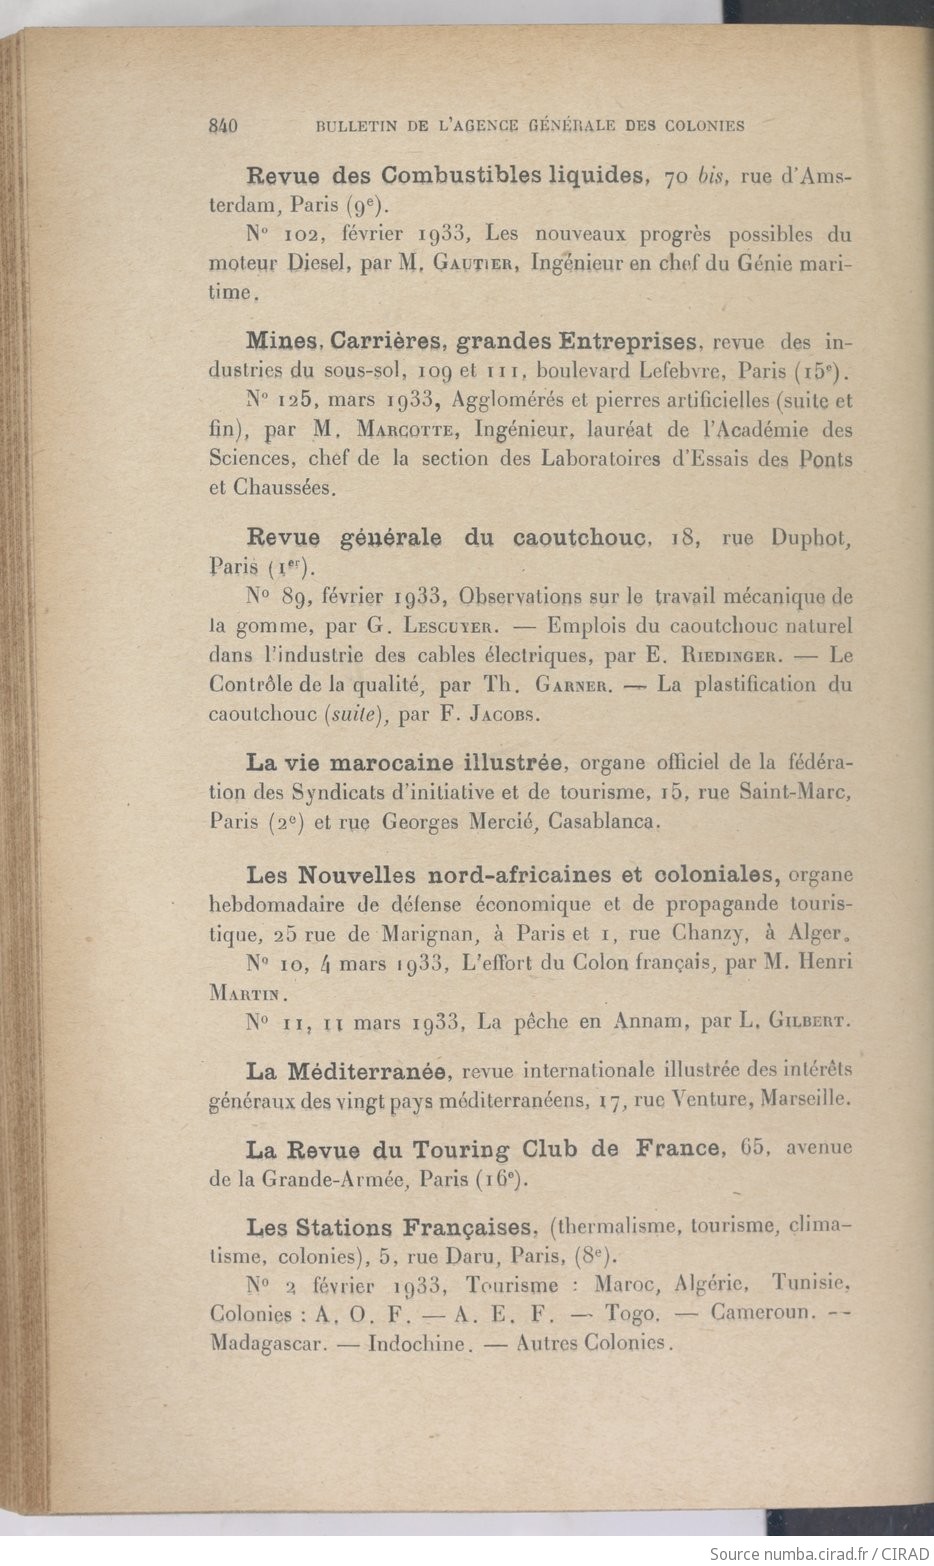 840 BULLETIN DE L'AGENCE GÉNÉRALE DES COLONIES
Revue des Combustibles liquides, 70 bis, rue d'Ams-
terdam, Paris (9e).
N° 102, février 1933, Les nouveaux progrès possibles du
moteur Diesel, par M. GAUTIER, Ingénieur en chef du Génie mari-
time.
Mines, Carrières, grandes Entreprises, revue des in-
dustries du sous-sol, 109 et 111, boulevard Lefebvre, Paris (15e).
N° 125, mars 1933, Agglomérés et pierres artificielles (suite et
fin), par M. MARGOTTE, Ingénieur, lauréat de l'Académie des
Sciences, chef de la section des Laboratoires d'Essais des Ponts
et Chaussées.
Revue générale du caoutchouc, 18, rue Duphot,
Paris (1er).
N° 89, février 1933, Observations sur le travail mécanique de
la gomme, par G. LESCUYER. — Emplois du caoutchouc naturel
dans l'industrie des cables électriques, par E. RIEDINGER. — Le
Contrôle de la qualité, par Th. GARNER. — La plastification du
caoutchouc (suite), par F. JACOBS.
La vie marocaine illustrée, organe officiel de la fédéra-
tion des Syndicats d'initiative et de tourisme, 15, rue Saint-Marc,
Paris (2e) et rue Georges Mercié, Casablanca.
Les Nouvelles nord-africaines et coloniales, organe
hebdomadaire de défense économique et de propagande touris-
tique, 25 rue de Marignan, à Paris et 1, rue Chanzy, à Alger.
N° 10, 4 mars 1933, L'effort du Colon français, par M. Henri
MARTIN.
N° 11, 11 mars 1933, La pêche en Annam, par L. GILBERT.
La Méditerranée, revue internationale illustrée des intérêts
généraux des vingt pays méditerranéens, 17, rue Venture, Marseille.
La Revue du Touring Club de France, 65, avenue
de la Grande-Armée, Paris (16e).
Les Stations Françaises, (thermalisme, tourisme, clima-
tisme, colonies), 5, rue Daru, Paris, (8e).
N° 2 février 1933, Tourisme : Maroc, Algérie, Tunisie,
Colonies : A. O. F. — A. E. F. — Togo. — Cameroun. —
Madagascar. — Indochine. — Autres Colonies.
Source numba.cirad.fr / CIRAD